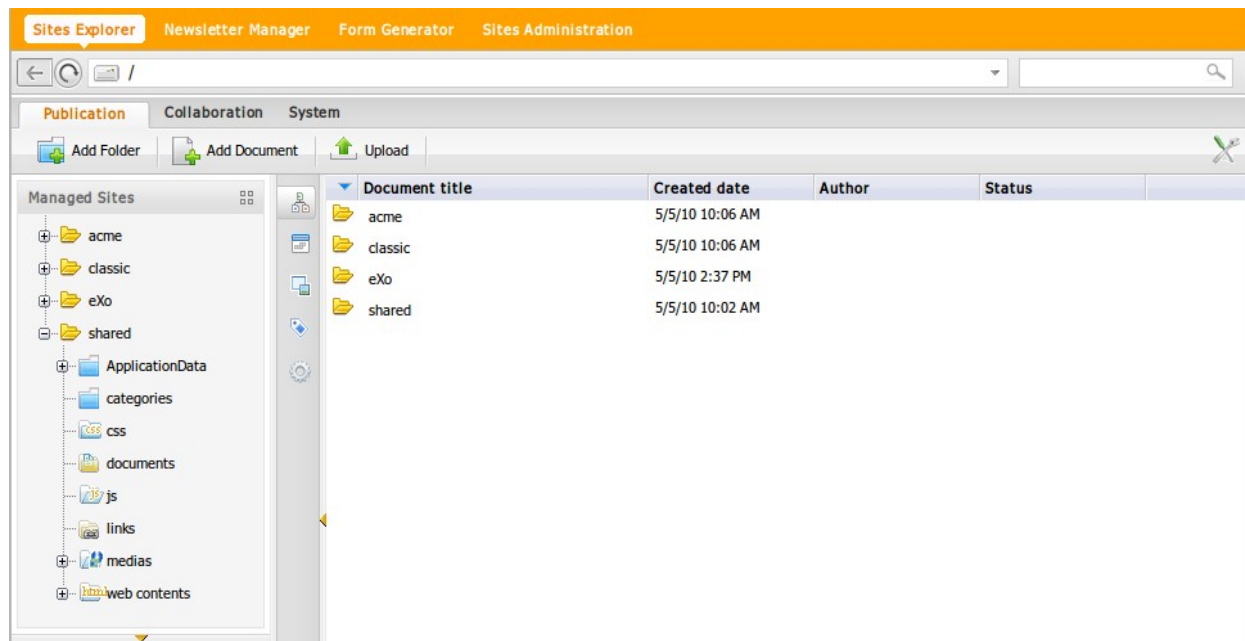 Sites Explorer Newsletter Manager Form Generator Sites Administration
/
Publication Collaboration System
Add Folder Add Document Upload
Managed Sites
acme
classic
eXo
shared
ApplicationData
categories
css css
documents
js js
links
medias
html web contents
Document title Created date Author Status
acme 5/5/10 10:06 AM
classic 5/5/10 10:06 AM
eXo 5/5/10 2:37 PM
shared 5/5/10 10:02 AM